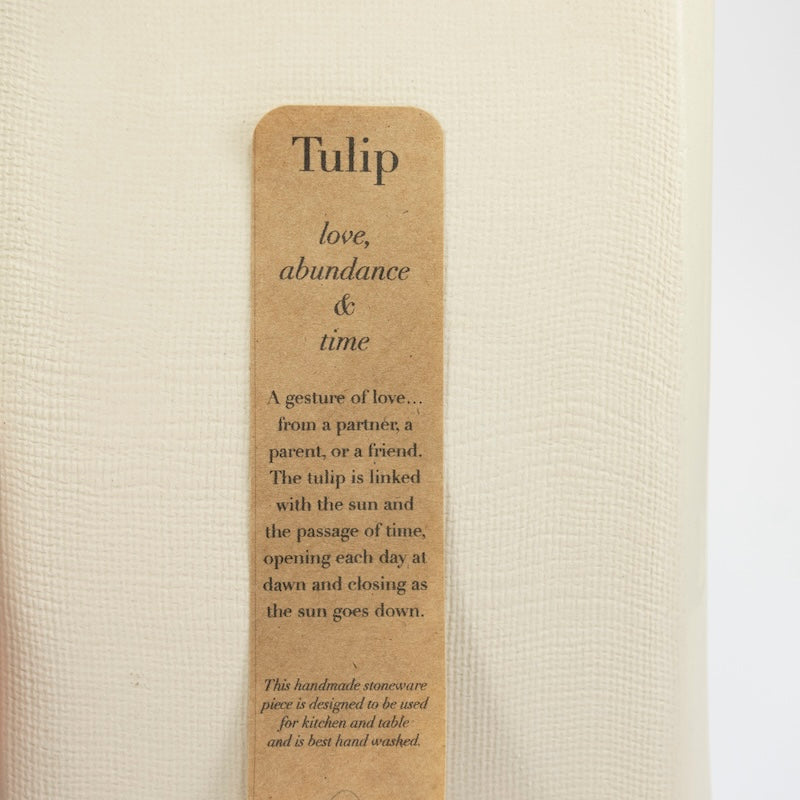 Tulip
love,
abundance
&
time
A gesture of love...
from a partner, a
parent, or a friend.
The tulip is linked
with the sun and
the passage of time,
opening each day at
dawn and closing as
the sun goes down.
This handmade stoneware
piece is designed to be used
for kitchen and table
and is best hand washed.